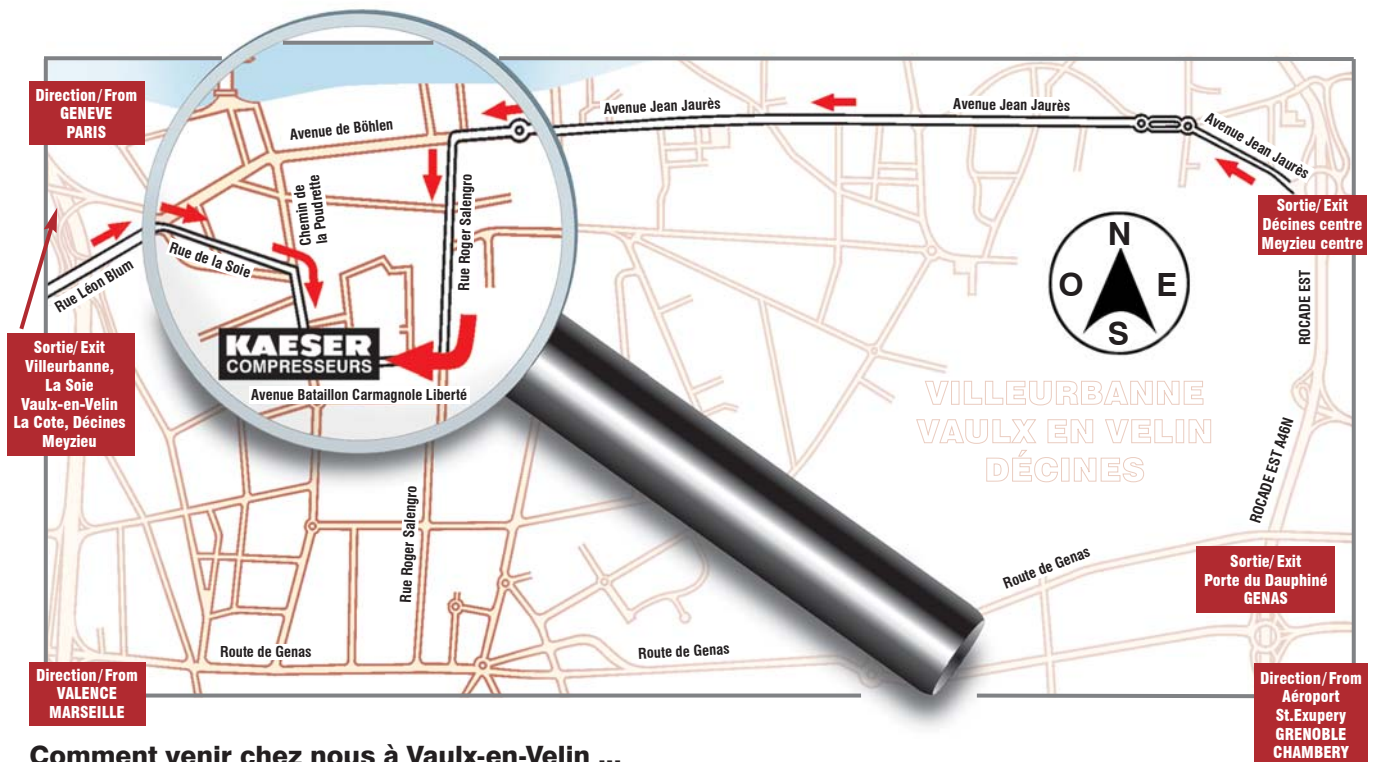 Direction/From
GENEVE
PARIS
Avenue de Böhlen
Avenue Jean Jaurès
Avenue Jean Jaurès
Avenue Jean Jaurès
Chemin de
la Poudrette
Rue Roger Salengro
Rue de la Soie
Rue Léon Blum
Sortie/Exit
Décines centre
Meyzieu centre
N
O
E
S
ROCADE EST
Sortie/Exit
Villeurbanne,
La Soie
Vaulx-en-Velin
La Cote, Décines
Meyzieu
KAESER
COMPRESSEURS
Avenue Bataillon Carmagnole Liberté
VILLEURBANNE
VAULX EN VELIN
DÉCINES
ROCADE EST A46N
Rue Roger Salengro
Route de Genas
Sortie/Exit
Porte du Dauphiné
GENAS
Route de Genas
Route de Genas
Direction/From
VALENCE
MARSEILLE
Direction/From
Aéroport
St.Exupery
GRENOBLE
CHAMBERY
Comment venir chez nous à Vaulx-en-Velin ...